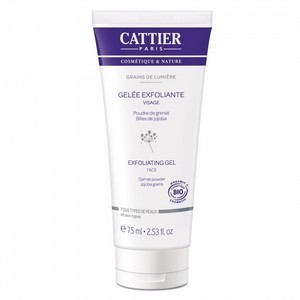 CATTIER
PARIS
COSMÉTIQUE & NATURE
GRAINS DE LUMIÈRE
GELÉE EXFOLIANTE
VISAGE
Poudre de grenat
Billes de jojoba
EXFOLIATING GEL
FACE
Garnet powder
Jojoba grains
BIO
TOUS TYPES DE PEAUX
all skin types
e 75 ml - 2.53 fl. oz